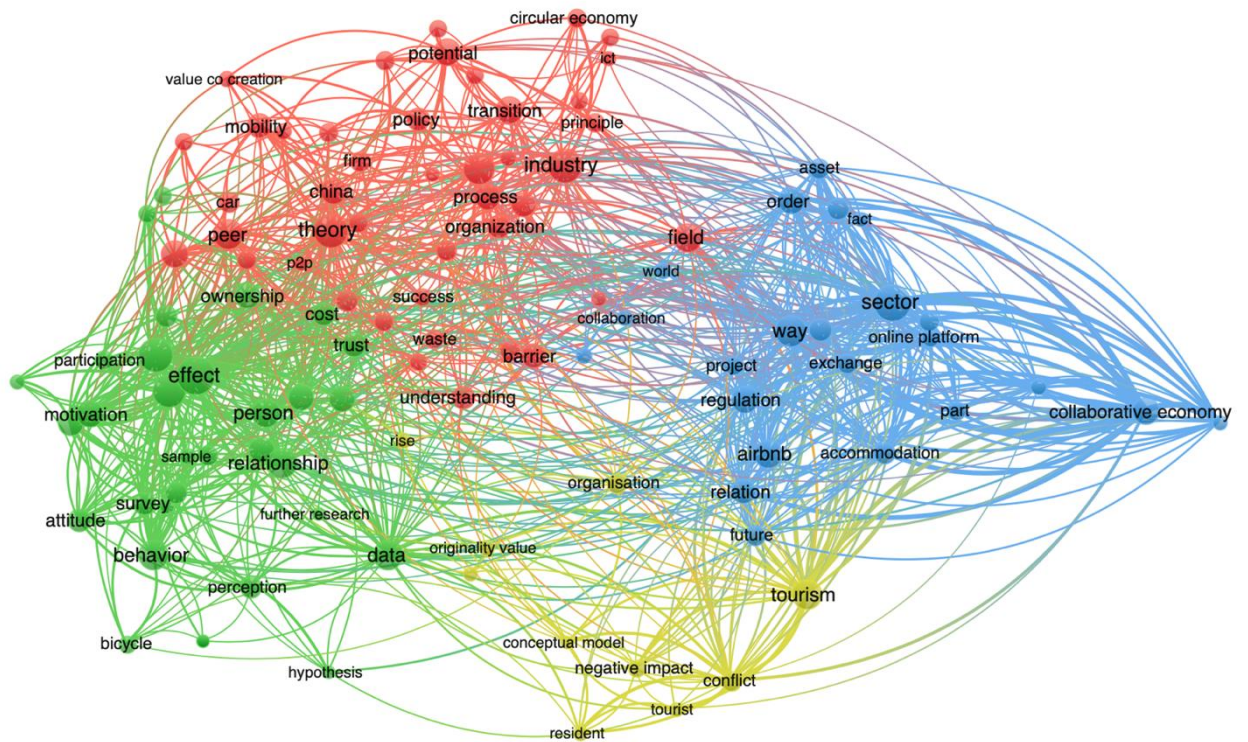 circular economy
potential
ict
value co creation
transition
policy
principle
mobility
firm
industry
asset
china
process
car
order
fact
theory
organization
peer
field
p2p
world
ownership
success
sector
cost
collaboration
way
online platform
trust
waste
participation
barrier
project
exchange
effect
understanding
regulation
motivation
person
part
collaborative economy
rise
sample
relationship
airbnb
accommodation
organisation
relation
survey
attitude
further research
future
behavior
data
originality value
perception
tourism
bicycle
conceptual model
hypothesis
negative impact
conflict
tourist
resident